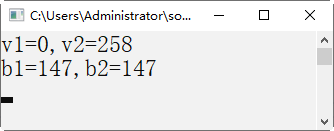 C:\Users\Administrator\so...
v1=0, v2=258
b1=147, b2=147